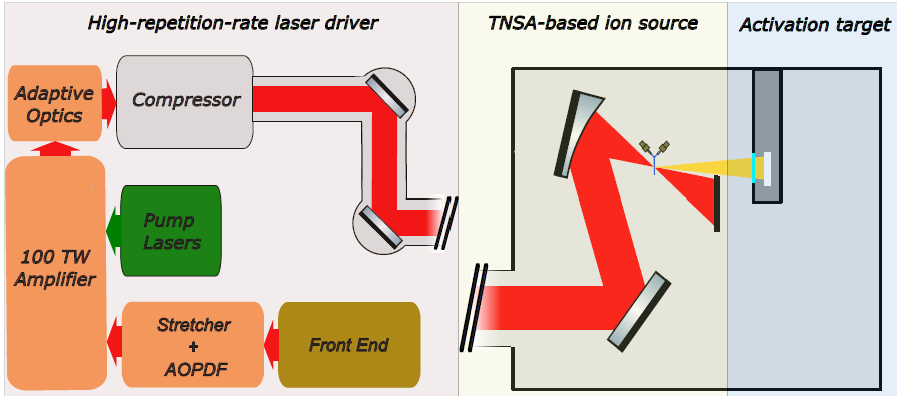 High-repetition-rate laser driver
TNSA-based ion source
Activation target
Adaptive
Optics
Compressor
Pump
Lasers
100 TW
Amplifier
Stretcher
+
AOPDF
Front End